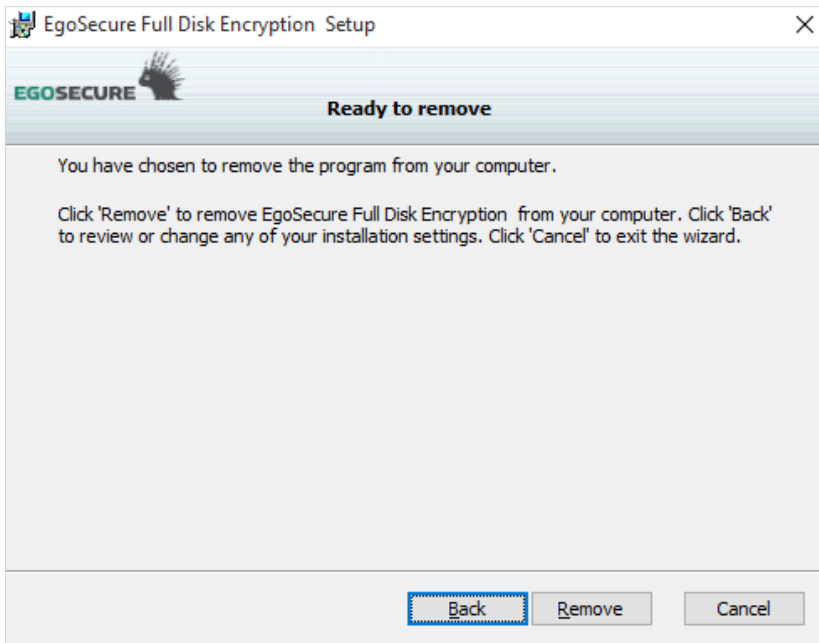 EgoSecure Full Disk Encryption  Setup
EGOSECURE
Ready to remove
You have chosen to remove the program from your computer.
Click 'Remove' to remove EgoSecure Full Disk Encryption  from your computer. Click 'Back'
to review or change any of your installation settings. Click 'Cancel' to exit the wizard.
Back Remove Cancel